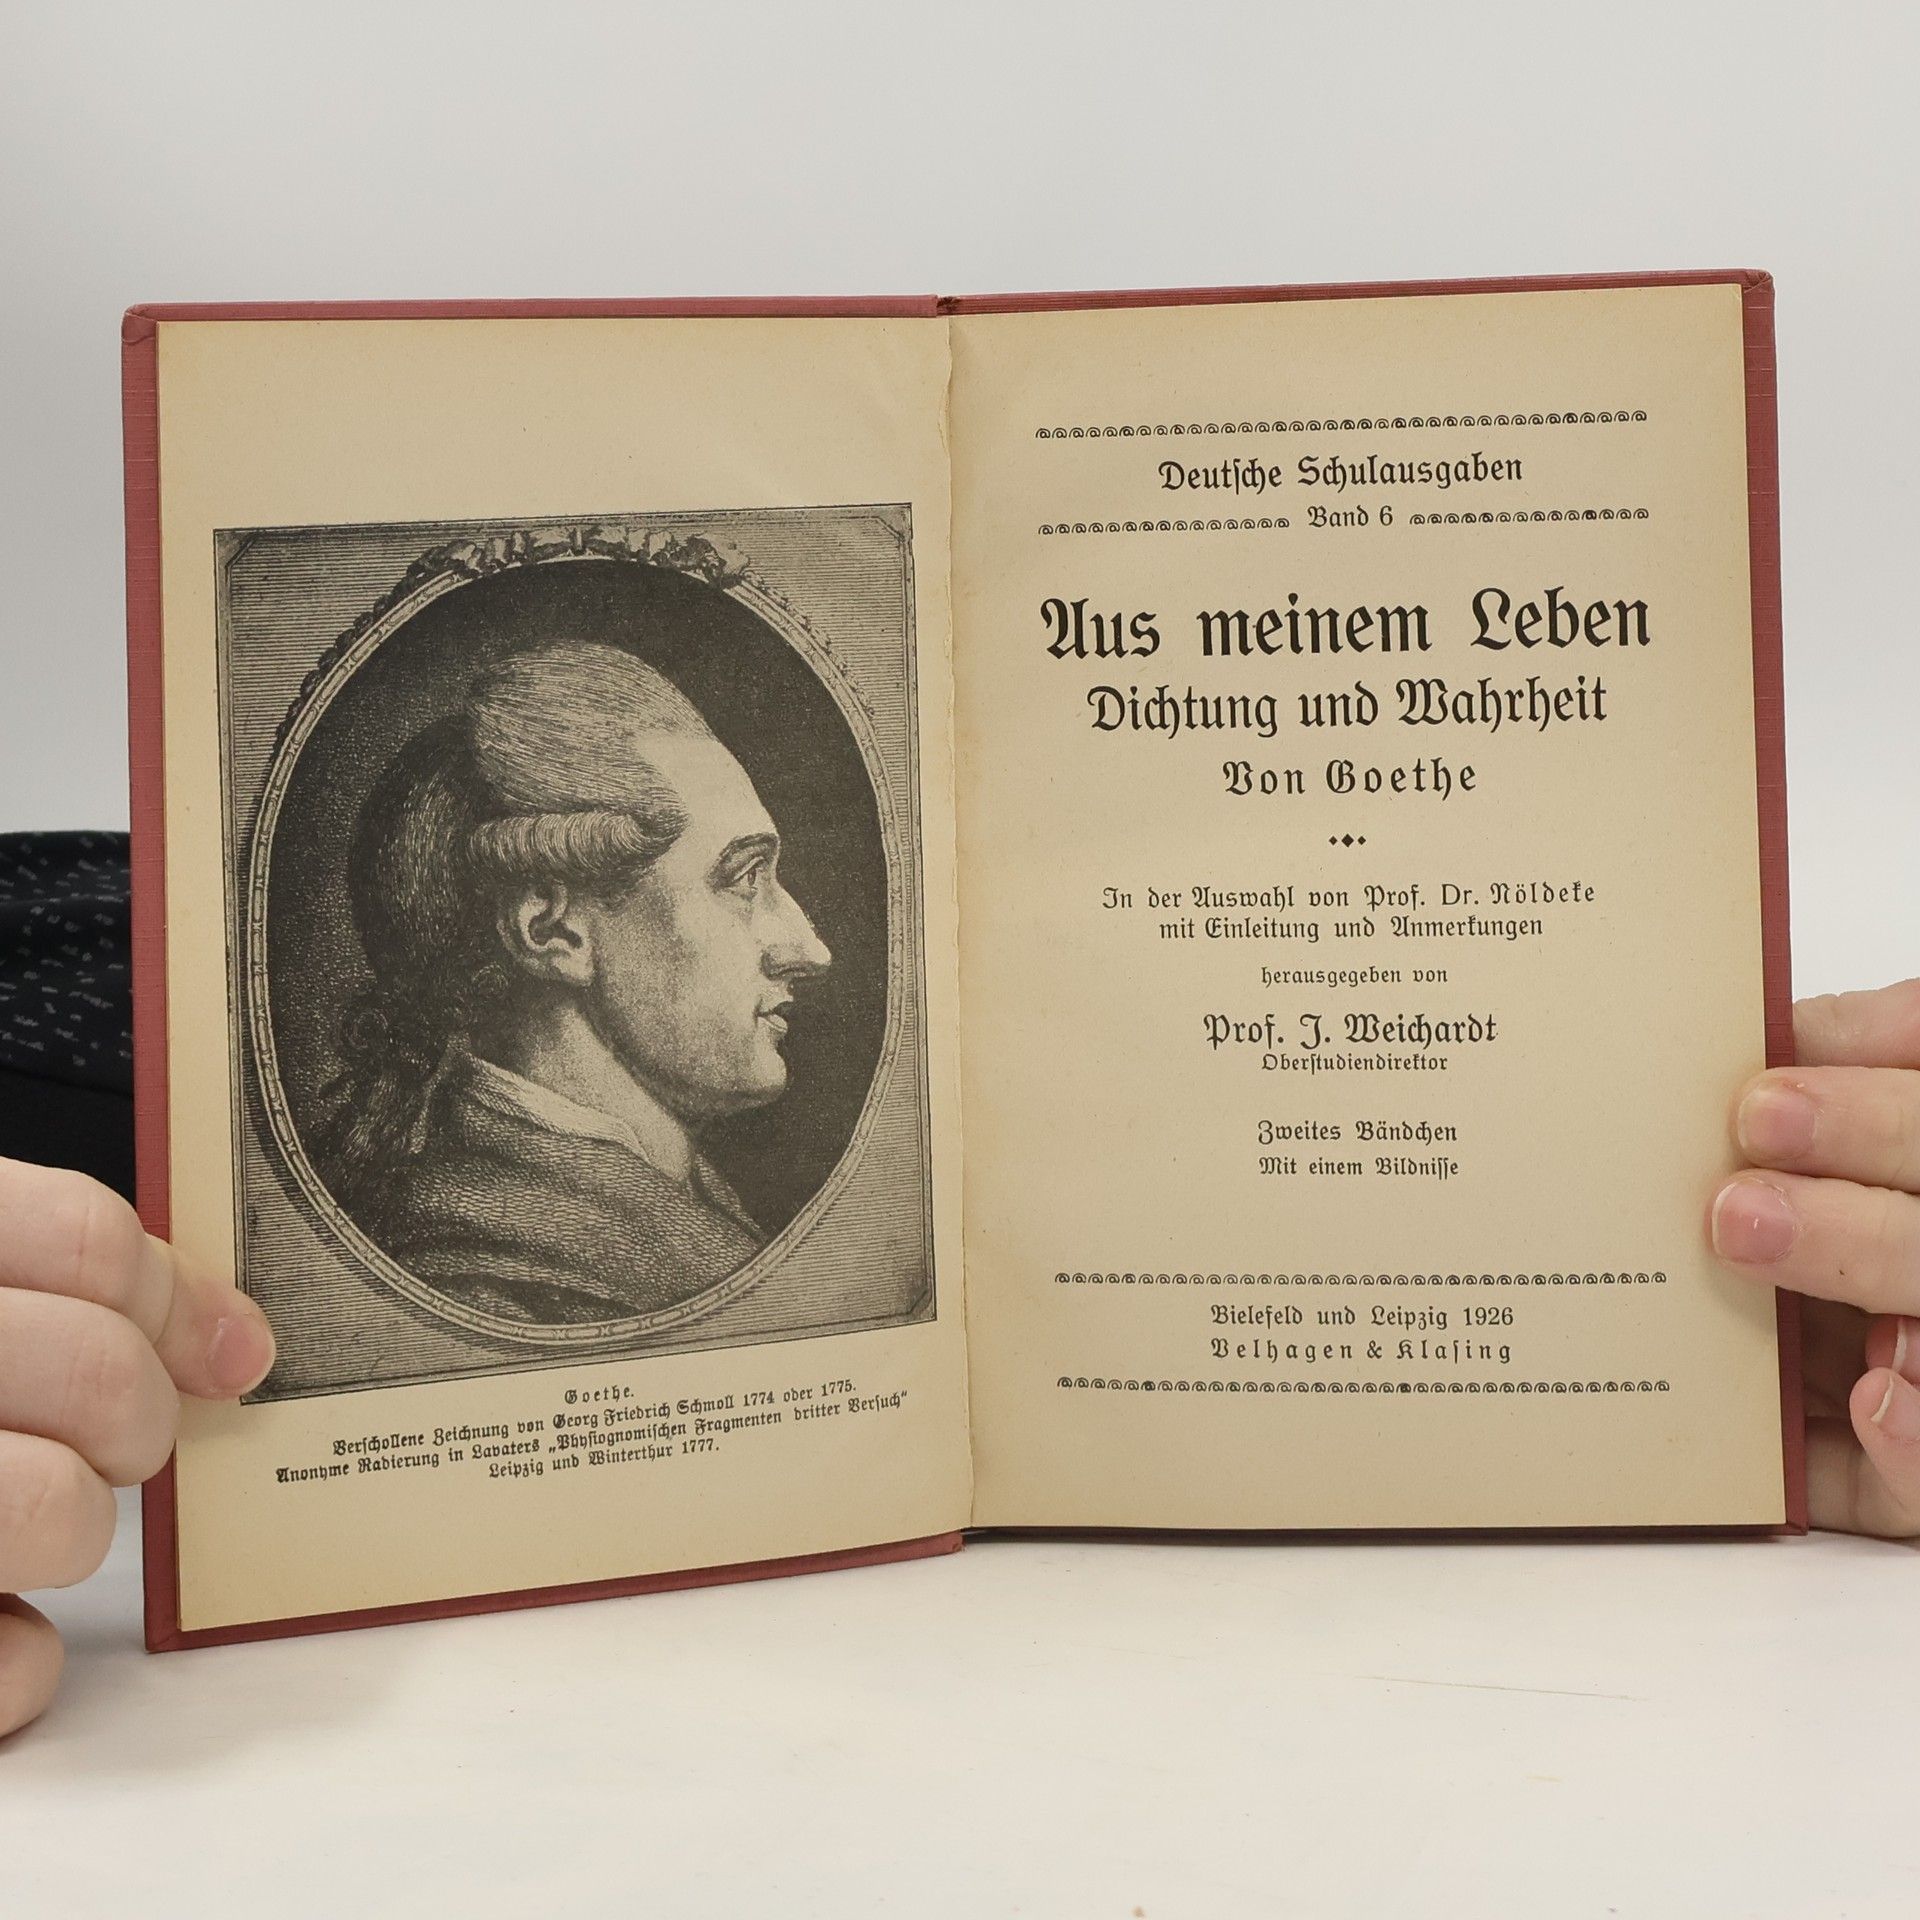 Goethe.
Verschollene Zeichnung von Georg Friedrich Schmoll 1774 oder 1775.
Anonyme Radierung in Lavaters „Physiognomischen Fragmenten dritter Versuch“
Leipzig und Winterthur 1777.
Deutsche Schulausgaben
Band 6
Aus meinem Leben
Dichtung und Wahrheit
Von Goethe
In der Auswahl von Prof. Dr. Nöldeke
mit Einleitung und Anmerkungen
herausgegeben von
Prof. J. Weichardt
Oberstudiendirektor
Zweites Bändchen
Mit einem Bildnisse
Bielefeld und Leipzig 1926
Velhagen & Klasing